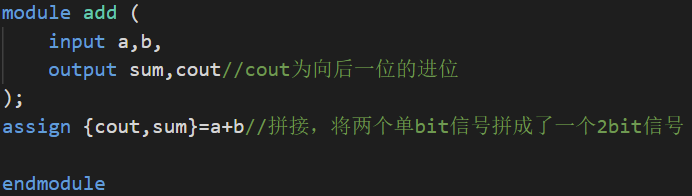 module add (
    input a,b,
    output sum,cout//cout为向后一位的进位
);
assign {cout,sum}=a+b//拼接，将两个单bit信号拼成了一个2bit信号
endmodule